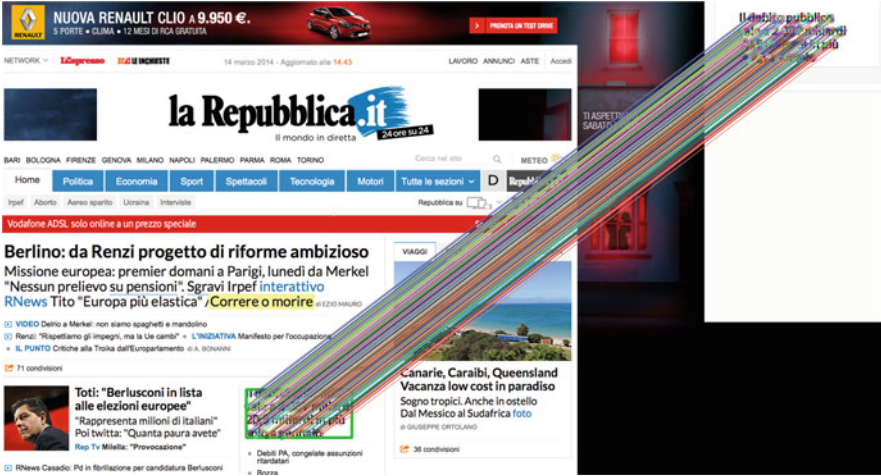 NUOVA RENAULT CLIO A 9.950 €.
5 PORTE • CLIMA • 12 MESI DI RCA GRATUITA
RENAULT
> PRENOTA UN TEST DRIVE
NETWORK
L'Espresso
LE INCHIESTE
14 marzo 2014 - Aggiornato alle 14.43
LAVORO ANNUNCI ASTE Accedi
la Repubblica.it
Il mondo in diretta
24 ore su 24
TI ASPETTI
SABATO
BARI BOLOGNA FIRENZE GENOVA MILANO NAPOLI PALERMO PARMA ROMA TORINO
Cerca nel sito
METEO
Home Politica Economia Sport Spettacoli Tecnologia Motori Tutte le sezioni D
Irpef Aborto Aereo sparito Ucraina Interviste
Repubblica su
Vodafone ADSL solo online a un prezzo speciale
Berlino: da Renzi progetto di riforme ambizioso
Missione europea: premier domani a Parigi, lunedì da Merkel
"Nessun prelievo su pensioni". Sgravi Irpef interattivo
RNews Tito "Europa più elastica" / Correre o morire di EZIO MAURO
VIDEO Delrio a Merkel: non siamo spaghetti e mandolino
Renzi: "Rispettiamo gli impegni, ma la Ue cambi" L'INIZIATIVA Manifesto per l'occupazione
IL PUNTO Critiche alla Troika dall'Europarlamento di A. BONANNI
71 condivisioni
VIAGGI
Canarie, Caraibi, Queensland
Vacanza low cost in paradiso
Sogno tropici. Anche in ostello
Dal Messico al Sudafrica foto
di GIUSEPPE ORTOLANO
36 condivisioni
Toti: "Berlusconi in lista
alle elezioni europee"
"Rappresenta milioni di italiani"
Poi twitta: "Quanta paura avete"
Rep Tv Milella: "Provocazione"
RNews Casadio: Pd in fibrillazione per candidatura Berlusconi
Debiti PA, congelate assunzioni
ritardatari
Il debito pubblico